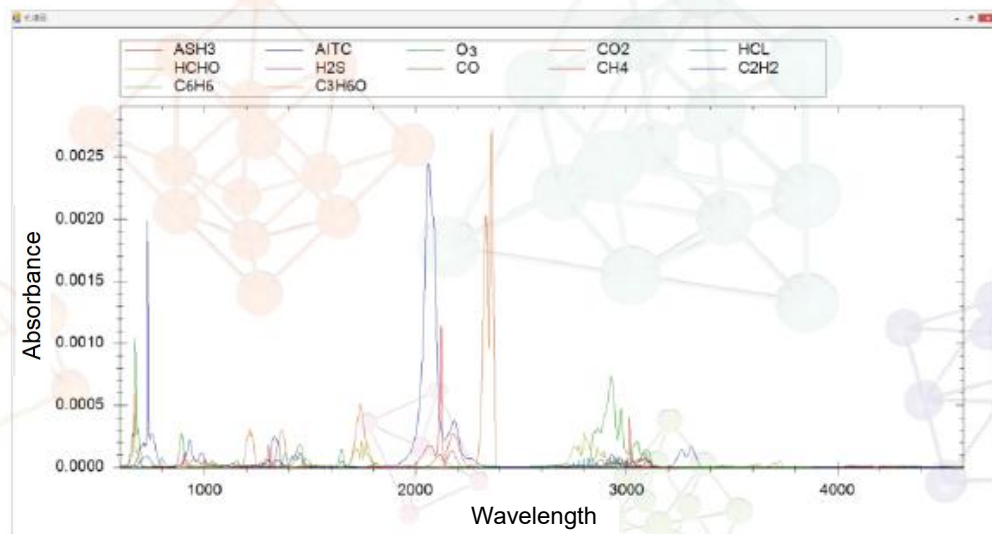 ASH3 AITC O3 CO2 HCL
HCHO H2S CO CH4 C2H2
C6H6 C3H6O
Absorbance
0.0025
0.0020
0.0015
0.0010
0.0005
0.0000
1000 2000 3000 4000
Wavelength